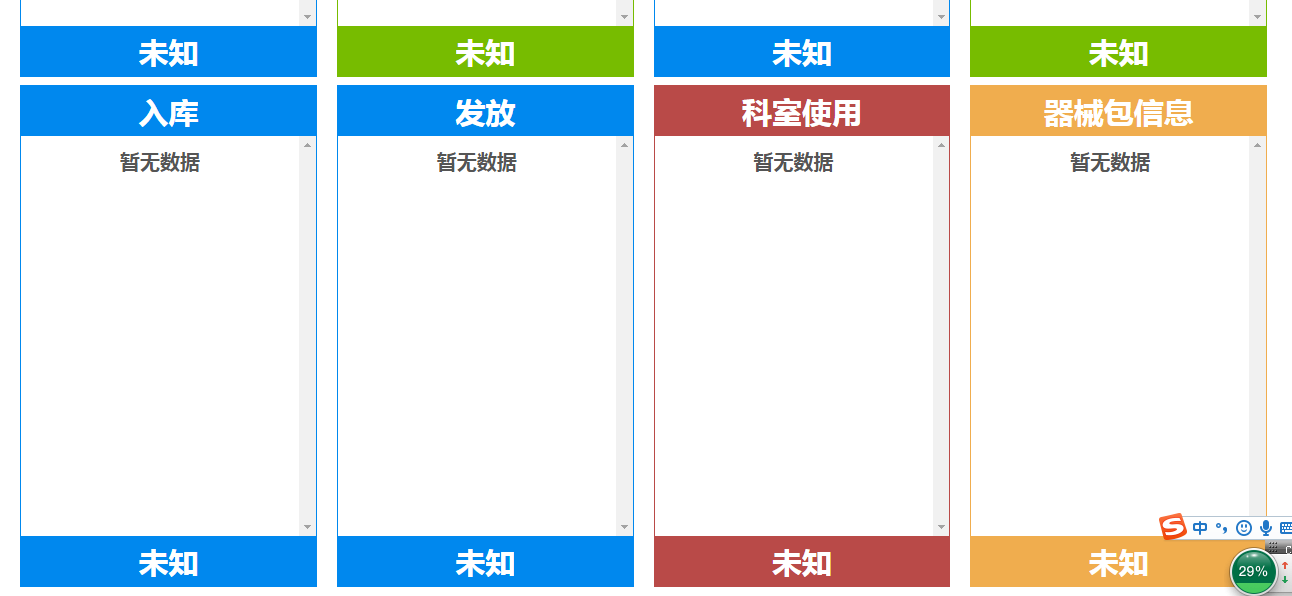 未知 未知 未知 未知
入库 发放 科室使用 器械包信息
暂无数据 暂无数据 暂无数据 暂无数据
中
未知 未知 未知 未知
29%